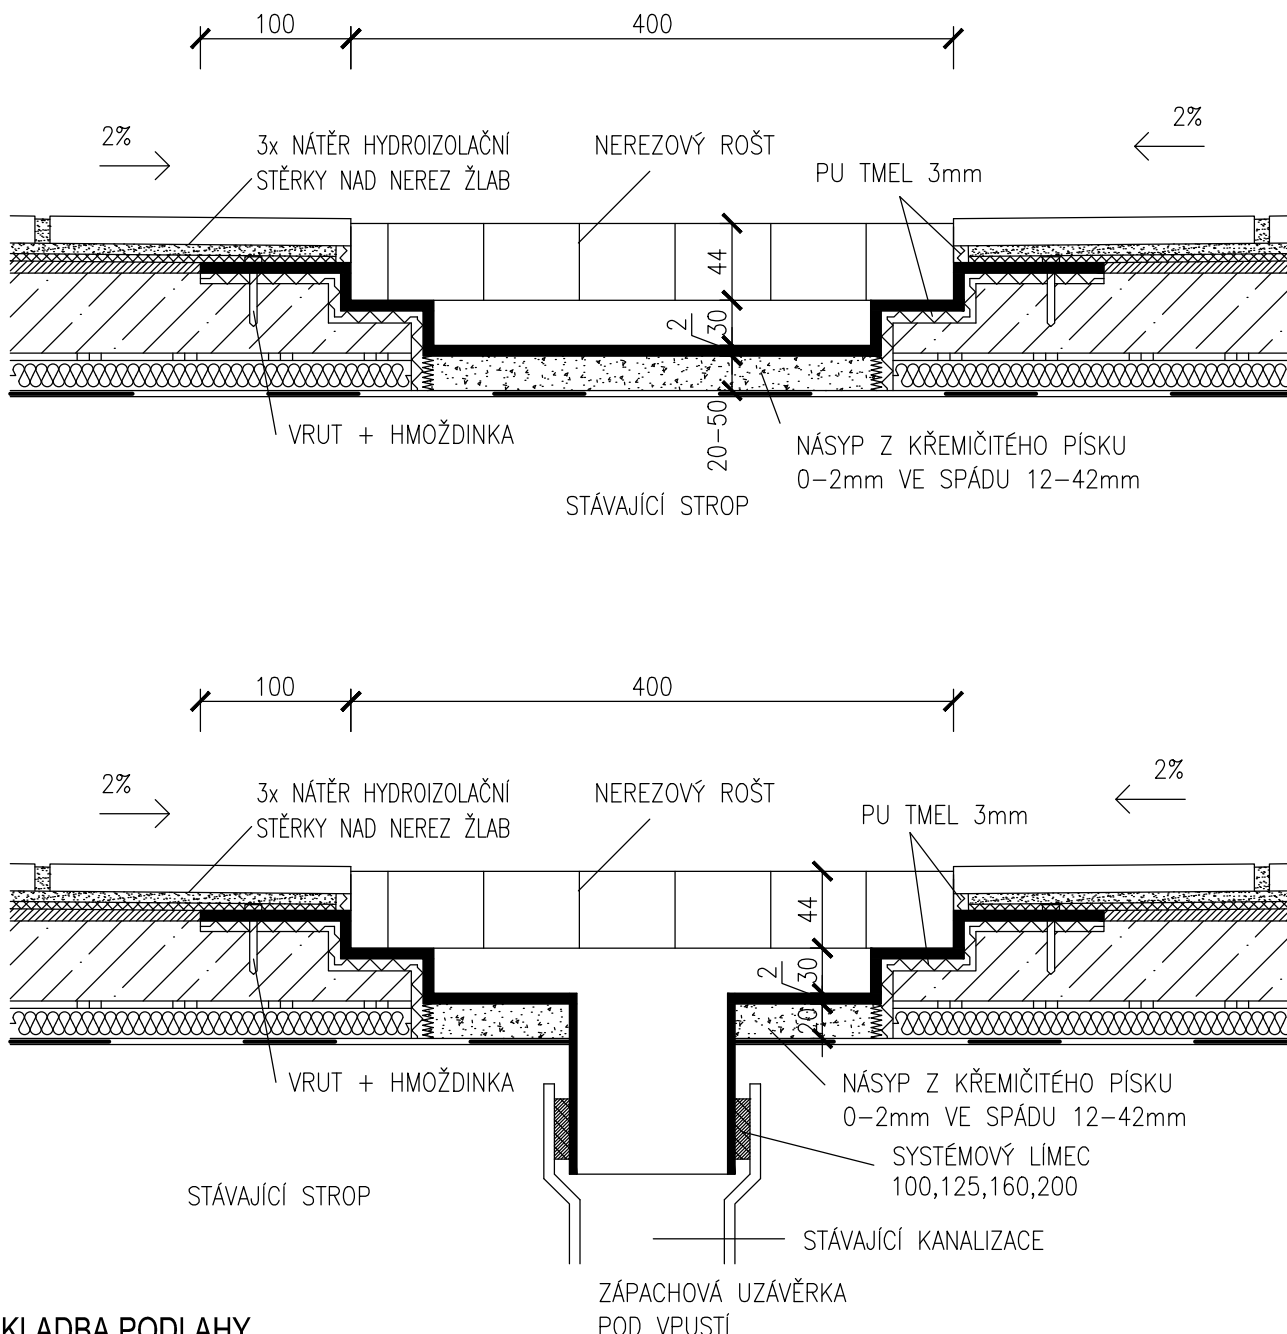 100
400
2%
2%
3x NÁTĚR HYDROIZOLAČNÍ
STĚRKY NAD NEREZ ŽLAB
NEREZOVÝ ROŠT
PU TMEL 3mm
44
2
30
20-50
VRUT + HMOŽDINKA
NÁSYP Z KŘEMIČITÉHO PÍSKU
0-2mm VE SPÁDU 12-42mm
STÁVAJÍCÍ STROP
100
400
2%
2%
3x NÁTĚR HYDROIZOLAČNÍ
STĚRKY NAD NEREZ ŽLAB
NEREZOVÝ ROŠT
PU TMEL 3mm
44
2
30
20
VRUT + HMOŽDINKA
NÁSYP Z KŘEMIČITÉHO PÍSKU
0-2mm VE SPÁDU 12-42mm
SYSTÉMOVÝ LÍMEC
100,125,160,200
STÁVAJÍCÍ STROP
STÁVAJÍCÍ KANALIZACE
ZÁPACHOVÁ UZÁVĚRKA
POD VPUSTÍ
KLADBA PODLAHY